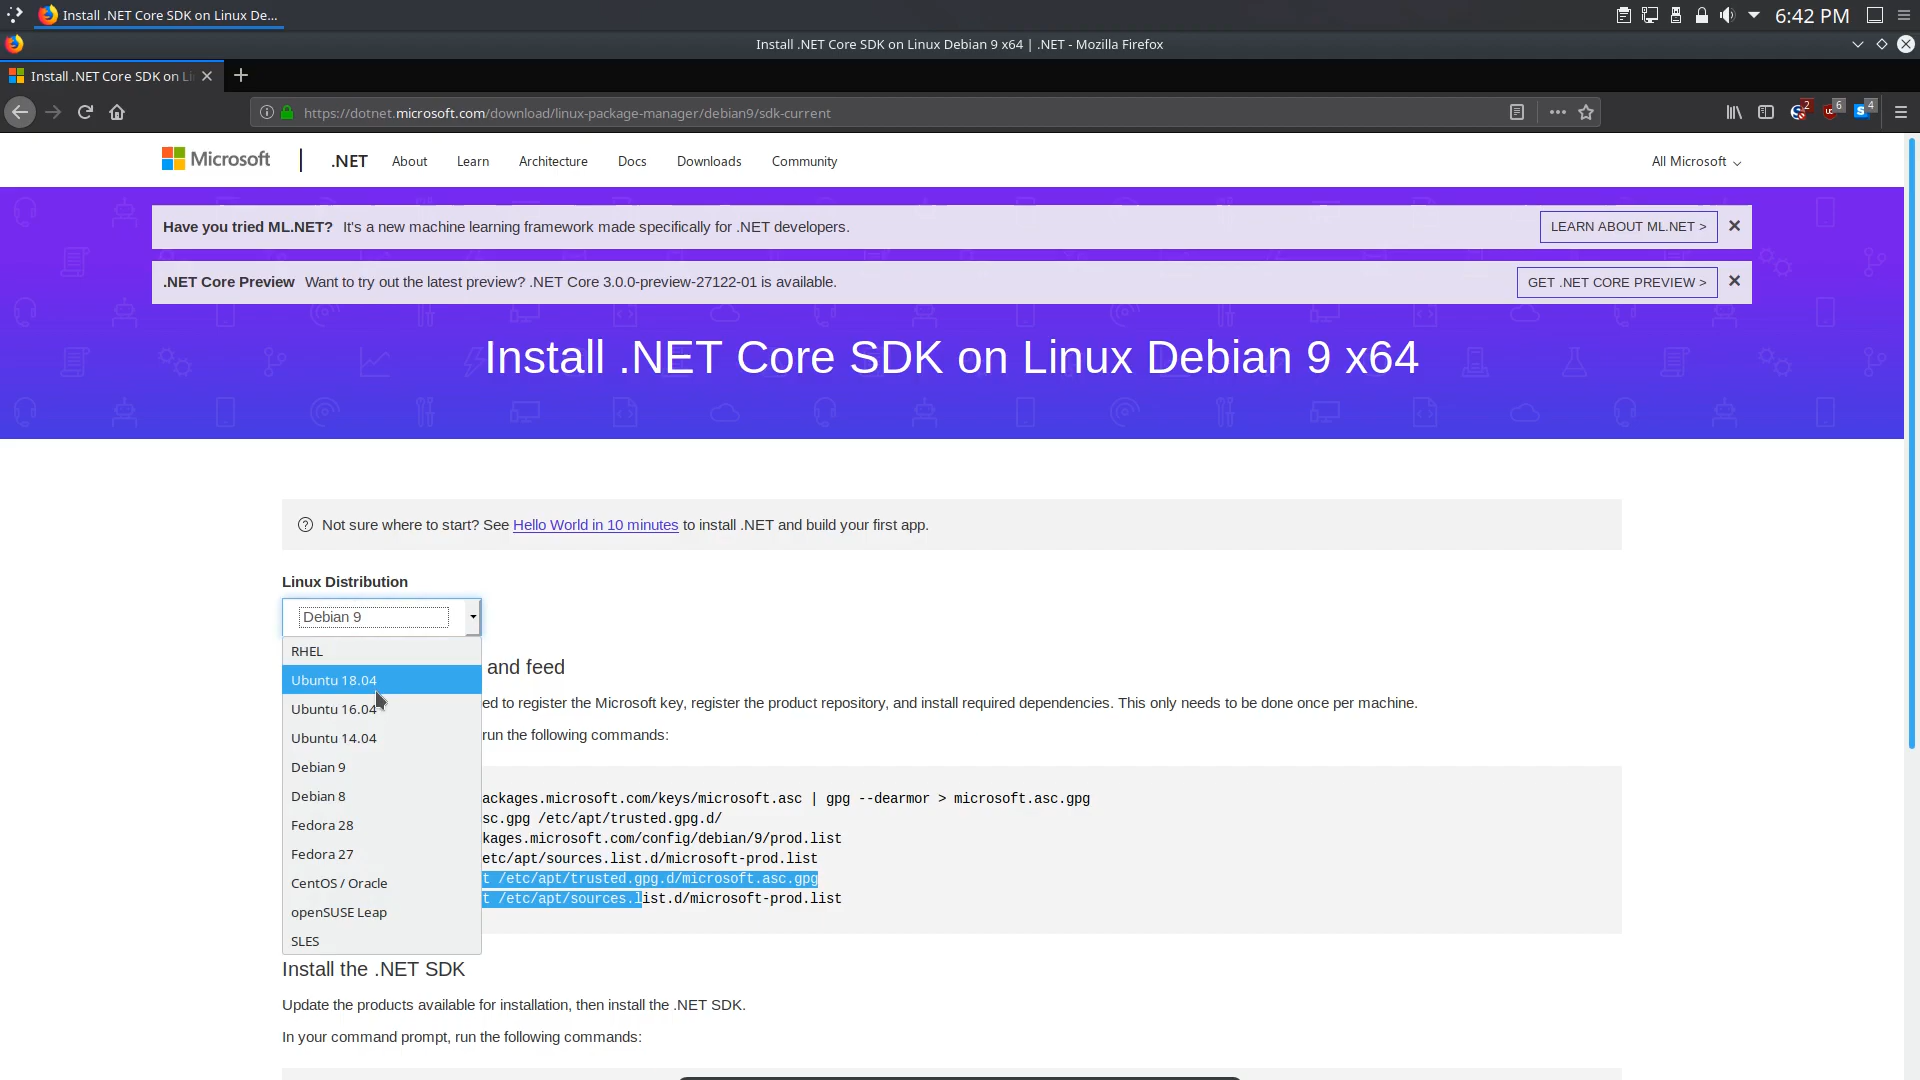 Install .NET Core SDK on Linux De...
6:42 PM
Install .NET Core SDK on Linux Debian 9 x64 | .NET - Mozilla Firefox
Install .NET Core SDK on Li
https://dotnet.microsoft.com/download/linux-package-manager/debian9/sdk-current
2
6
4
Microsoft
.NET
About
Learn
Architecture
Docs
Downloads
Community
All Microsoft
Have you tried ML.NET? It's a new machine learning framework made specifically for .NET developers.
LEARN ABOUT ML.NET >
.NET Core Preview Want to try out the latest preview? .NET Core 3.0.0-preview-27122-01 is available.
GET .NET CORE PREVIEW >
Install .NET Core SDK on Linux Debian 9 x64
Not sure where to start? See Hello World in 10 minutes to install .NET and build your first app.
Linux Distribution
Debian 9
RHEL
Ubuntu 18.04
Ubuntu 16.04
Ubuntu 14.04
Debian 9
Debian 8
Fedora 28
Fedora 27
CentOS / Oracle
openSUSE Leap
SLES
and feed
ed to register the Microsoft key, register the product repository, and install required dependencies. This only needs to be done once per machine.
run the following commands:
ackages.microsoft.com/keys/microsoft.asc | gpg --dearmor > microsoft.asc.gpg
sc.gpg /etc/apt/trusted.gpg.d/
kages.microsoft.com/config/debian/9/prod.list
etc/apt/sources.list.d/microsoft-prod.list
t /etc/apt/trusted.gpg.d/microsoft.asc.gpg
t /etc/apt/sources.list.d/microsoft-prod.list
Install the .NET SDK
Update the products available for installation, then install the .NET SDK.
In your command prompt, run the following commands: